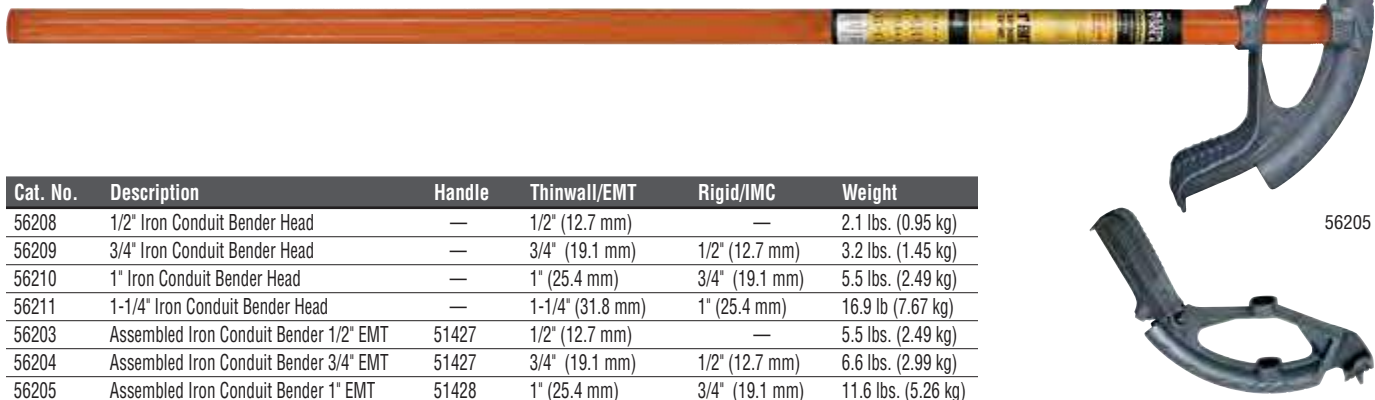 Cat. No. Description Handle Thinwall/EMT Rigid/IMC Weight
56208 1/2" Iron Conduit Bender Head — 1/2" (12.7 mm) — 2.1 lbs. (0.95 kg)
56209 3/4" Iron Conduit Bender Head — 3/4" (19.1 mm) 1/2" (12.7 mm) 3.2 lbs. (1.45 kg)
56210 1" Iron Conduit Bender Head — 1" (25.4 mm) 3/4" (19.1 mm) 5.5 lbs. (2.49 kg)
56211 1-1/4" Iron Conduit Bender Head — 1-1/4" (31.8 mm) 1" (25.4 mm) 16.9 lb (7.67 kg)
56203 Assembled Iron Conduit Bender 1/2" EMT 51427 1/2" (12.7 mm) — 5.5 lbs. (2.49 kg)
56204 Assembled Iron Conduit Bender 3/4" EMT 51427 3/4" (19.1 mm) 1/2" (12.7 mm) 6.6 lbs. (2.99 kg)
56205 Assembled Iron Conduit Bender 1" EMT 51428 1" (25.4 mm) 3/4" (19.1 mm) 11.6 lbs. (5.26 kg)
56205